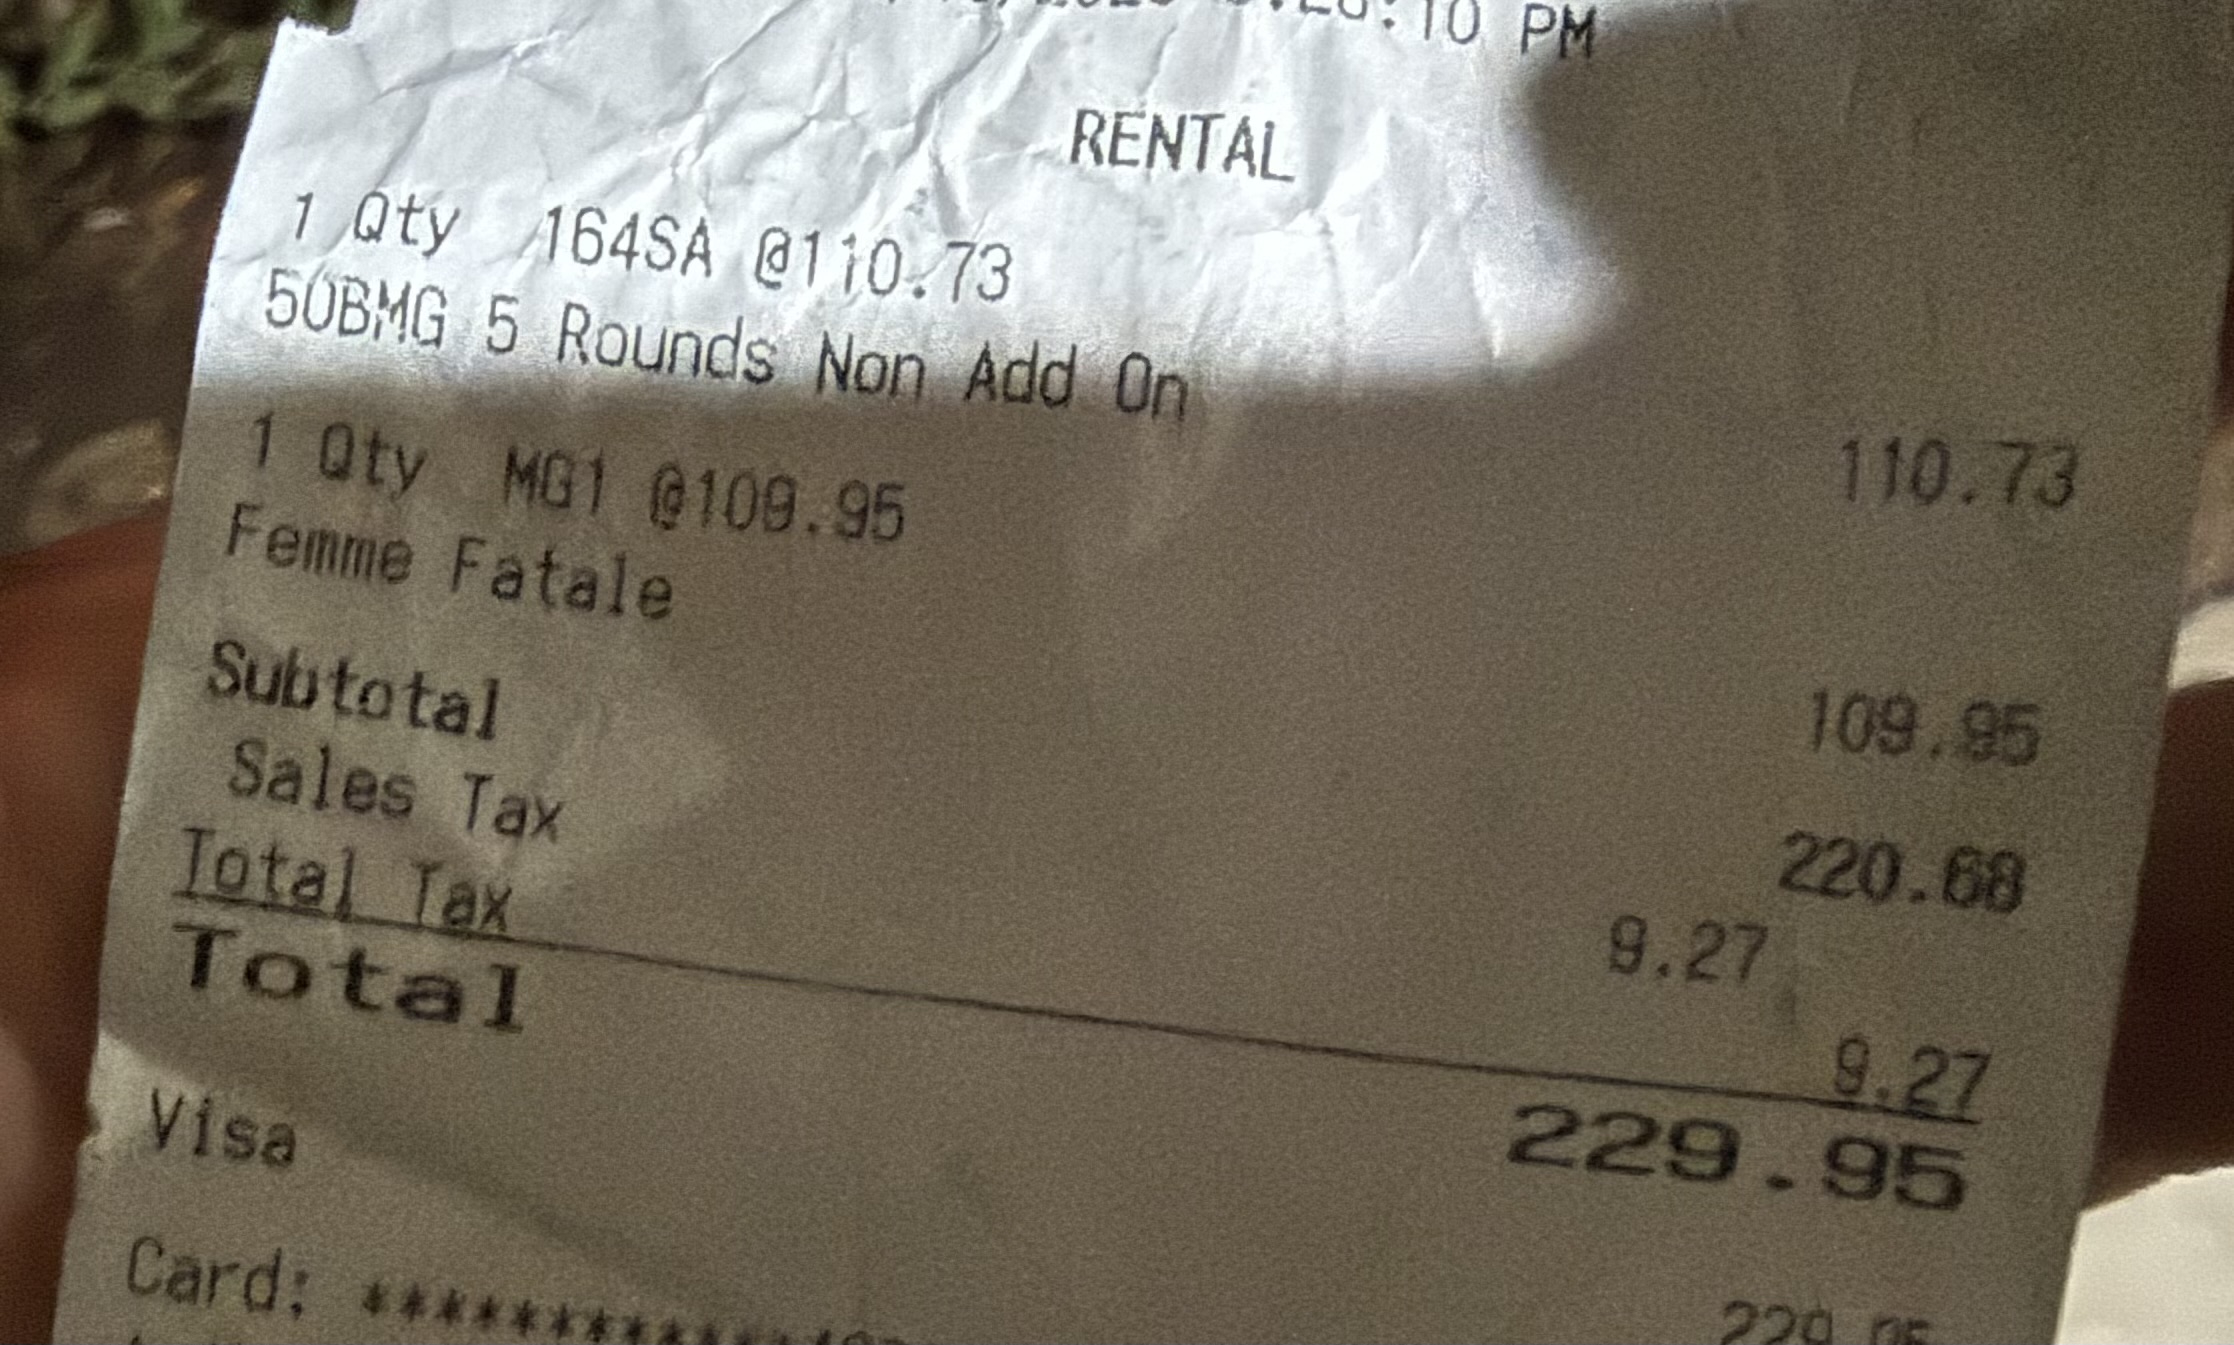 :10 PM
RENTAL
1 Qty 164SA @110.73
50BMG 5 Rounds Non Add On
110.73
1 Qty MG1 @109.95
Femme Fatale
109.95
Subtotal 220.68
Sales Tax 9.27
Total Tax 9.27
Total 229.95
Visa 229.95
Card: ************